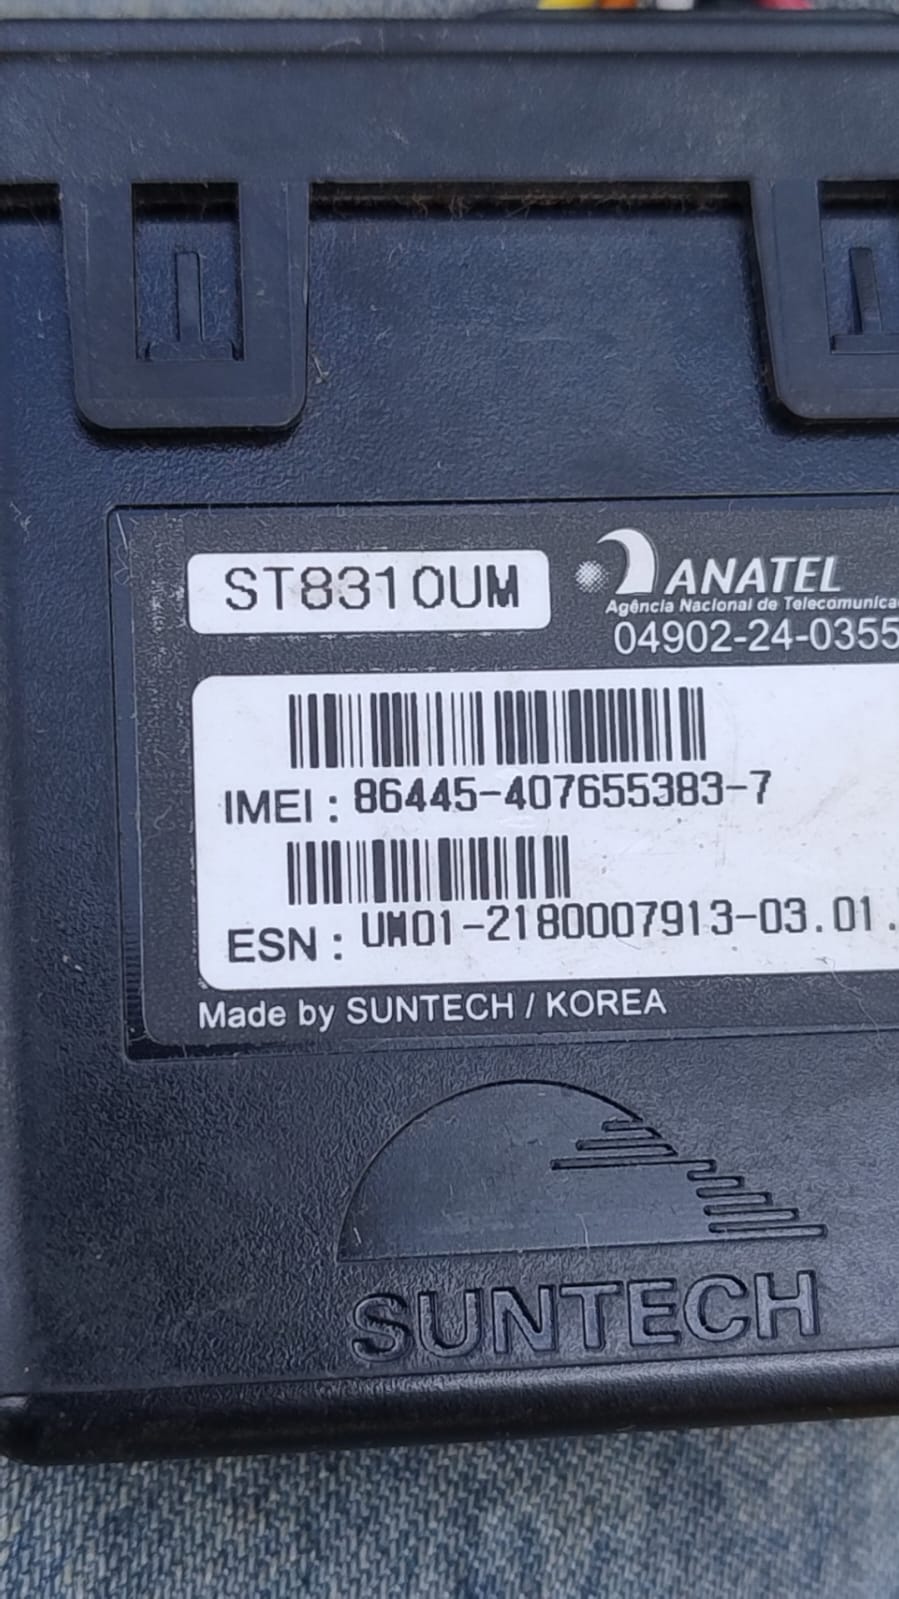 ST8310UM
ANATEL
Agência Nacional de
04902-24-0355
IMEI : 86445-407655383-7
ESN : UM01-2180007913-03.01.
Made by SUNTECH / KOREA
SUNTECH